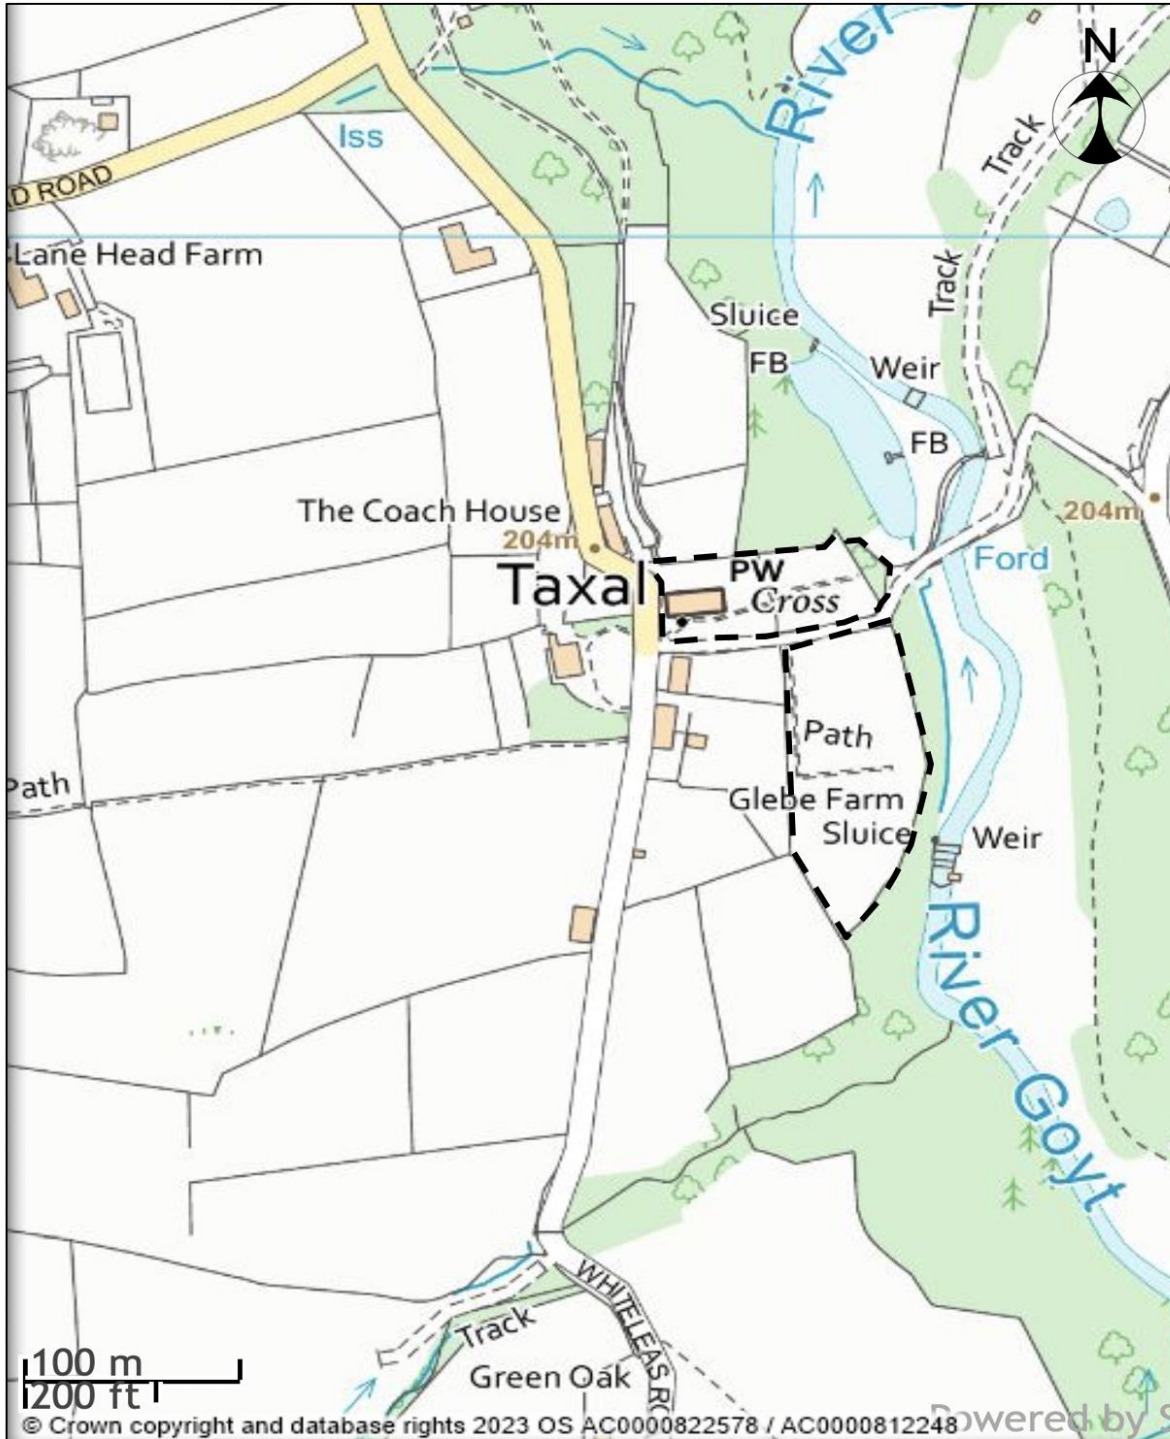 River
N
Track
Iss
D ROAD
Lane Head Farm
Track
Sluice
FB
Weir
FB
The Coach House
204m
204m
Taxal
PW
Cross
Ford
Path
Path
Glebe Farm
Sluice
Weir
River Goyt
WHITELEAS RO
Track
Green Oak
100 m
200 ft
© Crown copyright and database rights 2023 OS AC0000822578 / AC0000812248
Powered by S